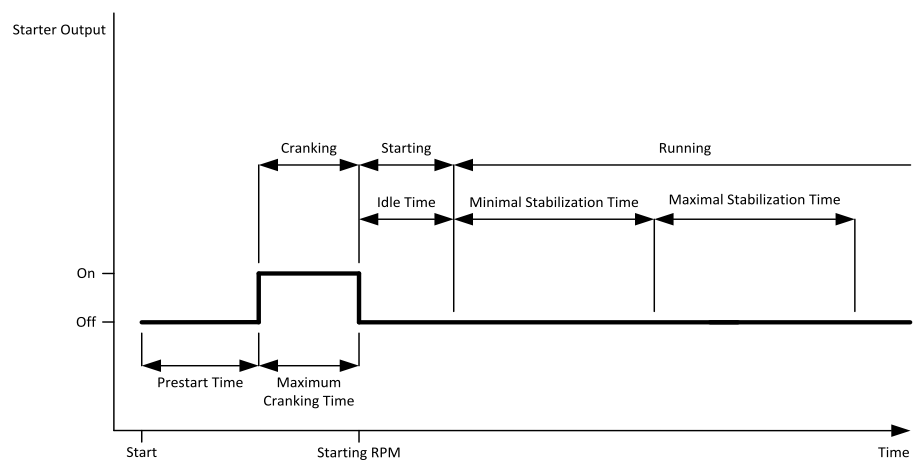 Starter Output
Cranking
Starting
Running
Idle Time
Minimal Stabilization Time
Maximal Stabilization Time
On
Off
Prestart Time
Maximum
Cranking Time
Start
Starting RPM
Time